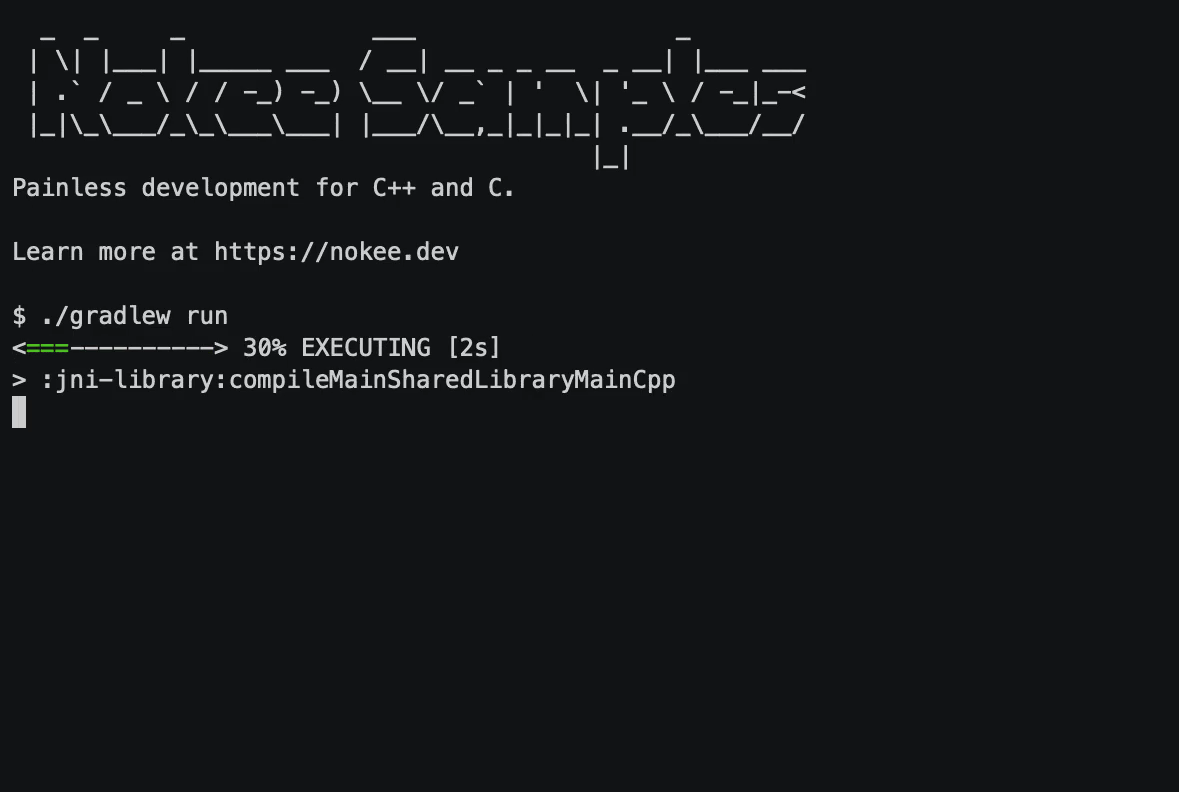 Nokee Samples
Painless development for C++ and C.
Learn more at https://nokee.dev
$ ./gradlew run
<===----------> 30% EXECUTING [2s]
> :jni-library:compileMainSharedLibraryMainCpp